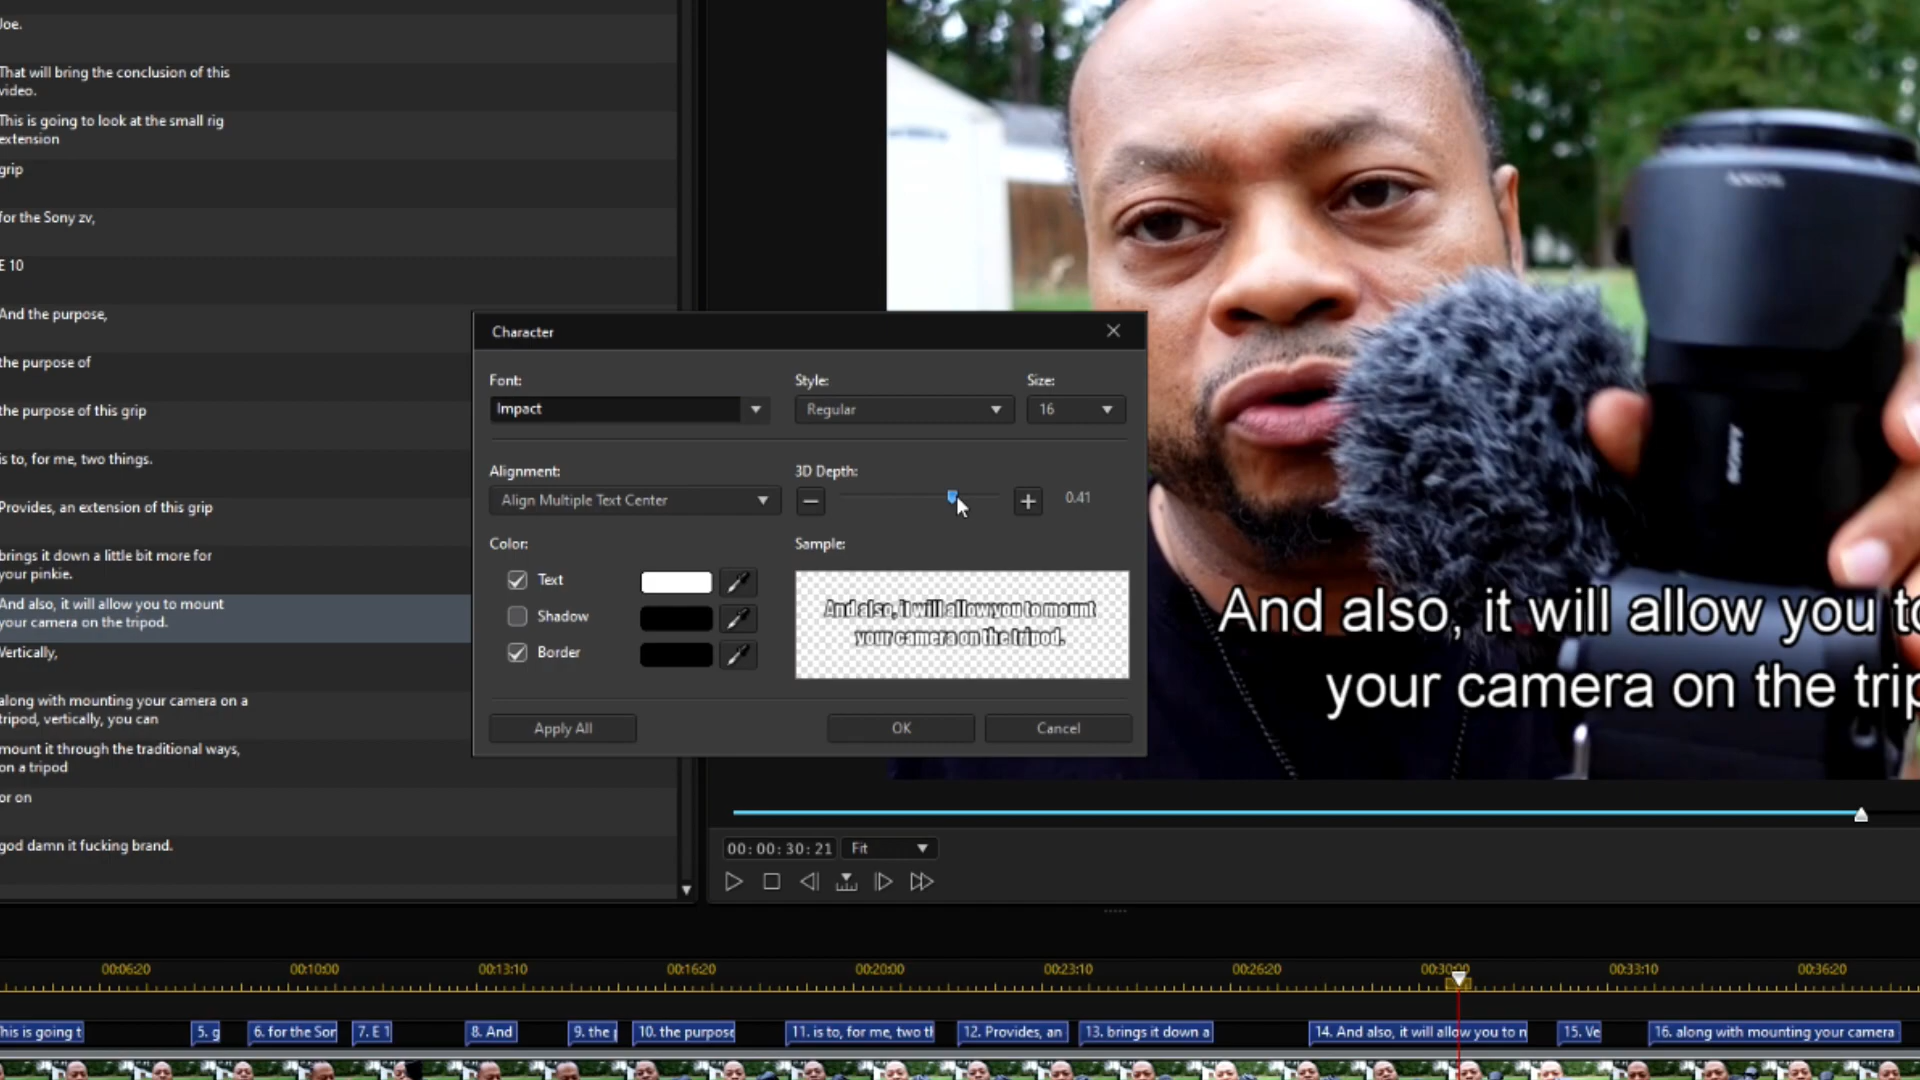 Joe.
That will bring the conclusion of this
video.
This is going to look at the small rig
extension
grip
for the Sony zv,
E 10
And the purpose,
the purpose of
the purpose of this grip
is to, for me, two things.
Provides, an extension of this grip
brings it down a little bit more for
your pinkie.
And also, it will allow you to mount
your camera on the tripod.
Vertically,
along with mounting your camera on a
tripod, vertically, you can
mount it through the traditional ways,
on a tripod
or on
god damn it fucking brand.
Character
Font:
Style:
Size:
Impact
Regular
16
Alignment:
3D Depth:
Align Multiple Text Center
0.41
Color:
Sample:
Text
Shadow
Border
And also, it will allow you to mount
your camera on the tripod.
Apply All
OK
Cancel
SONY
And also, it will allow you to
your camera on the trip
00:00:30:21
Fit
00:06:20
00:10:00
00:13:10
00:16:20
00:20:00
00:23:10
00:26:20
00:30:00
00:33:10
00:36:20
his is going t
5. g
6. for the Sor
7. E 1
8. And
9. the p
10. the purpose
11. is to, for me, two th
12. Provides, an
13. brings it down a
14. And also, it will allow you to n
15. Ve
16. along with mounting your camera